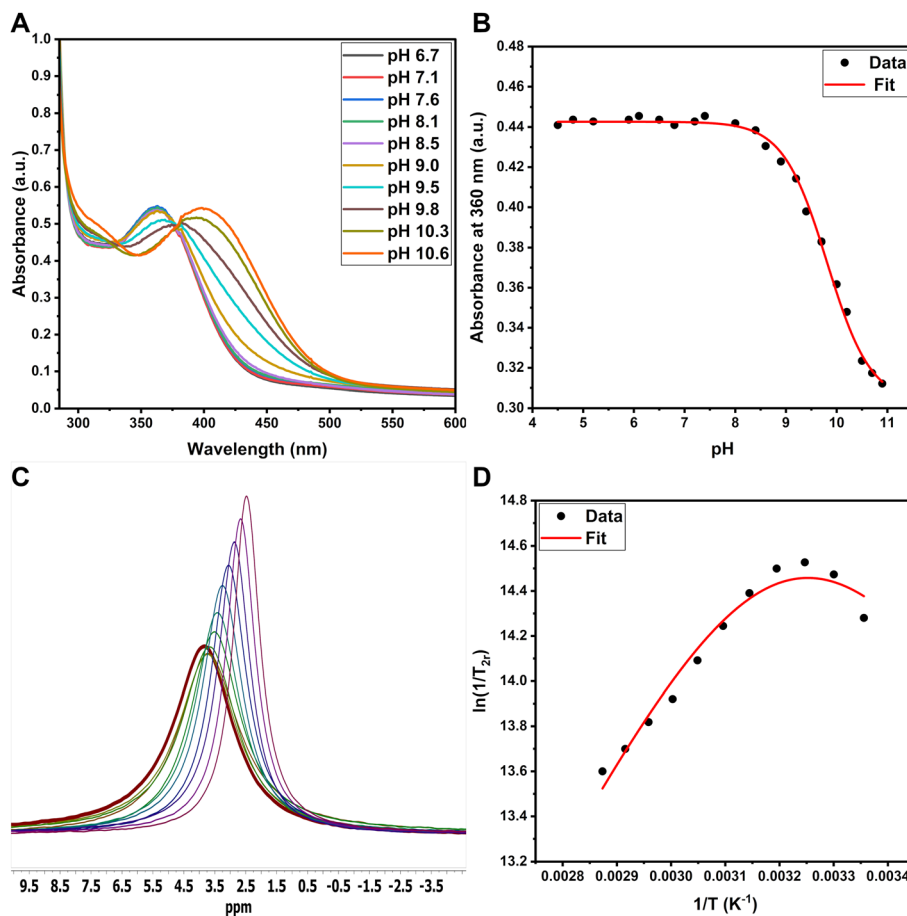 A
Absorbance (a.u.)
1.0
0.9
0.8
0.7
0.6
0.5
0.4
0.3
0.2
0.1
0.0
300 350 400 450 500 550 600
Wavelength (nm)
pH 6.7
pH 7.1
pH 7.6
pH 8.1
pH 8.5
pH 9.0
pH 9.5
pH 9.8
pH 10.3
pH 10.6
B
Absorbance at 360 nm (a.u.)
0.48
0.44
0.40
0.36
0.32
0.30
4 5 6 7 8 9 10 11
pH
Data
Fit
C
9.5 8.5 7.5 6.5 5.5 4.5 3.5 2.5 1.5 0.5 -0.5 -1.5 -2.5 -3.5
ppm
D
ln(1/T2r)
14.8
14.6
14.4
14.2
14.0
13.8
13.6
13.4
13.2
0.0028 0.0029 0.0030 0.0031 0.0032 0.0033 0.0034
1/T (K-1)
Data
Fit